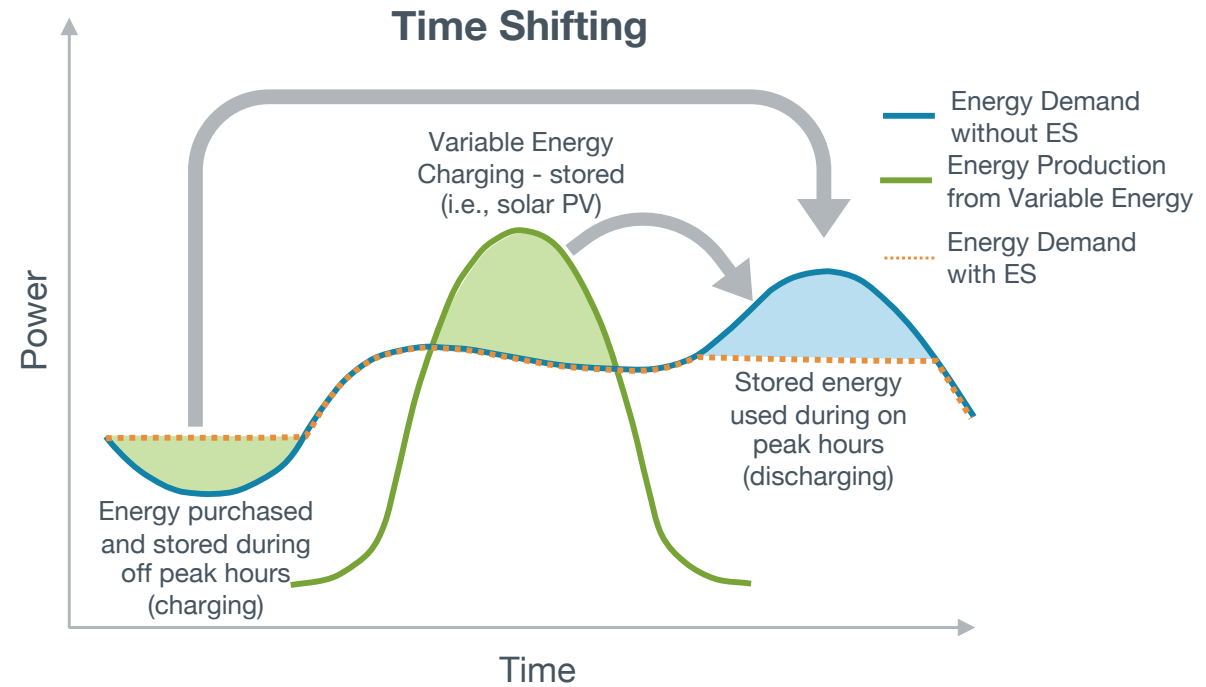 Time Shifting
Energy Demand
without ES
Energy Production
from Variable Energy
Energy Demand
with ES
Variable Energy
Charging - stored
(i.e., solar PV)
Power
Stored energy
used during on
peak hours
(discharging)
Energy purchased
and stored during
off peak hours
(charging)
Time